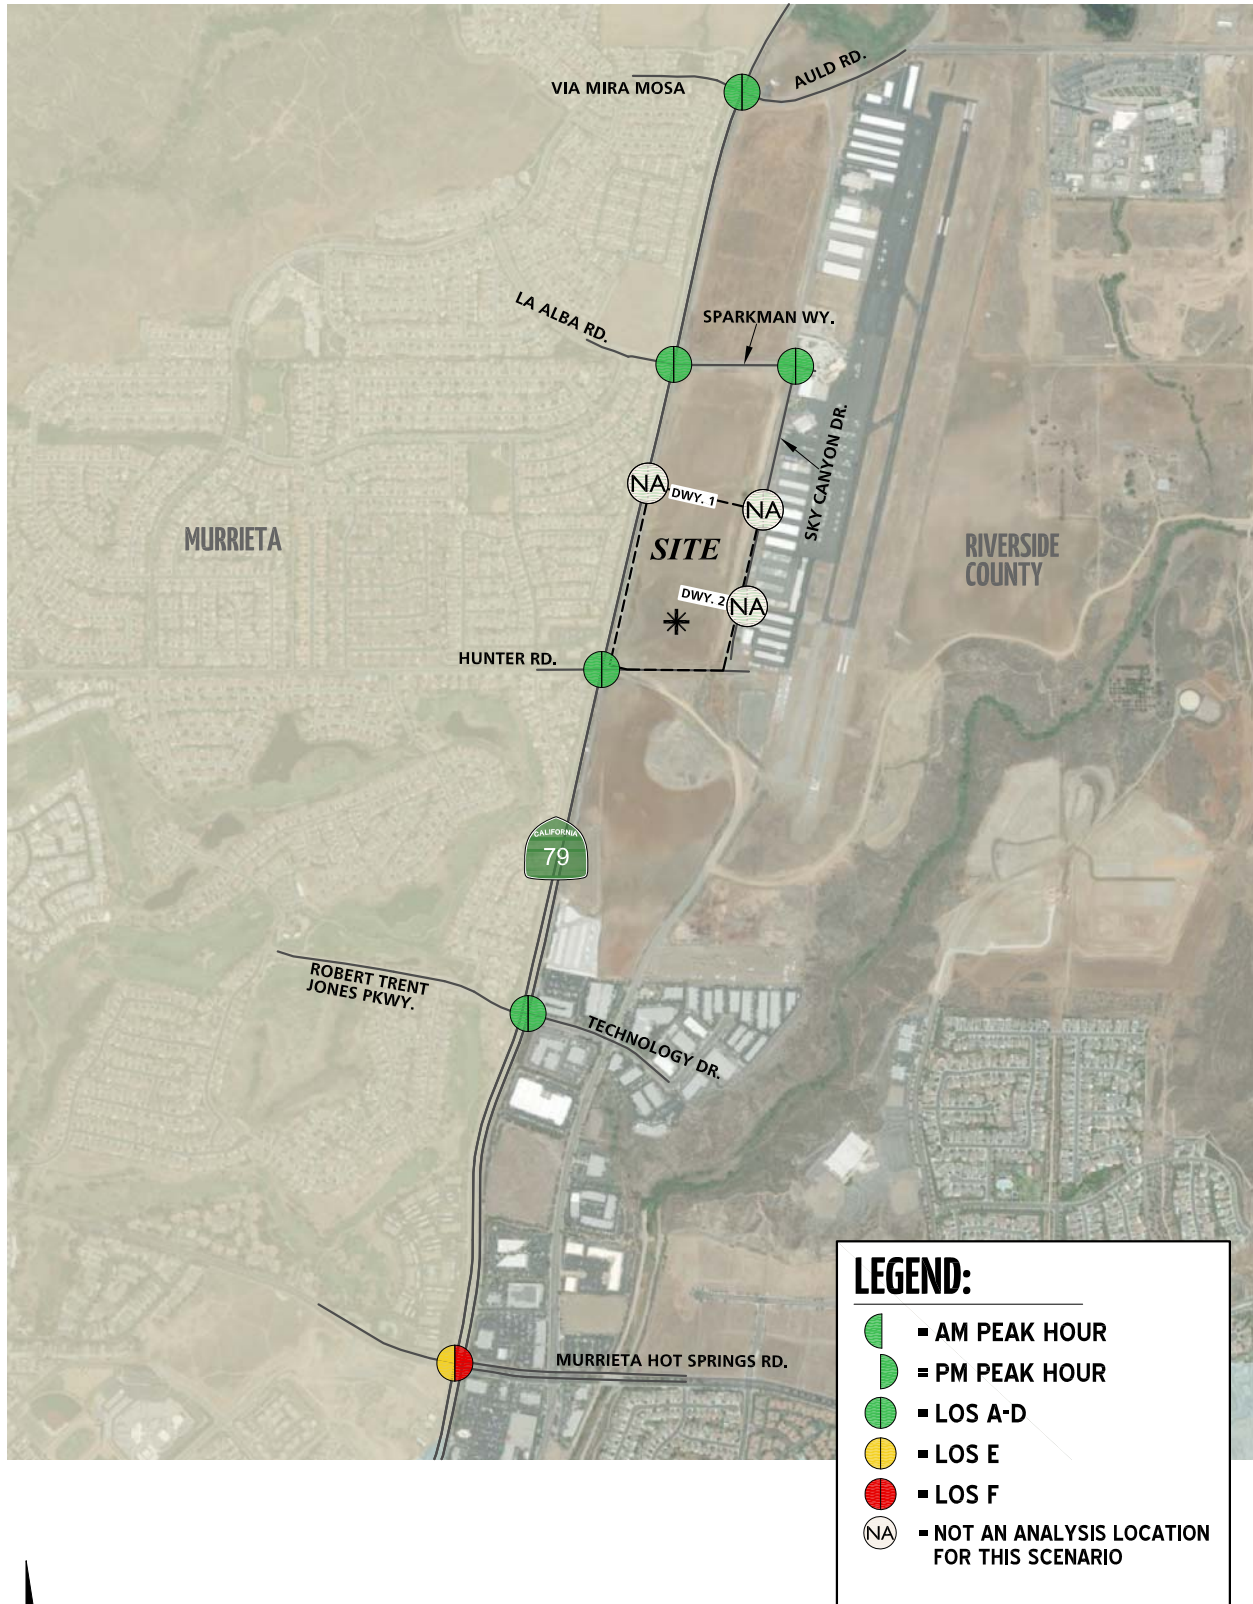 VIA MIRA MOSA
AULD RD.
LA ALBA RD.
SPARKMAN WY.
SKY CANYON DR.
NA
DWY. 1
NA
MURRIETA
SITE
RIVERSIDE
COUNTY
DWY. 2
NA
HUNTER RD.
CALIFORNIA
79
ROBERT TRENT
JONES PKWY.
TECHNOLOGY DR.
MURRIETA HOT SPRINGS RD.
LEGEND:
= AM PEAK HOUR
= PM PEAK HOUR
= LOS A-D
= LOS E
= LOS F
NA = NOT AN ANALYSIS LOCATION
FOR THIS SCENARIO